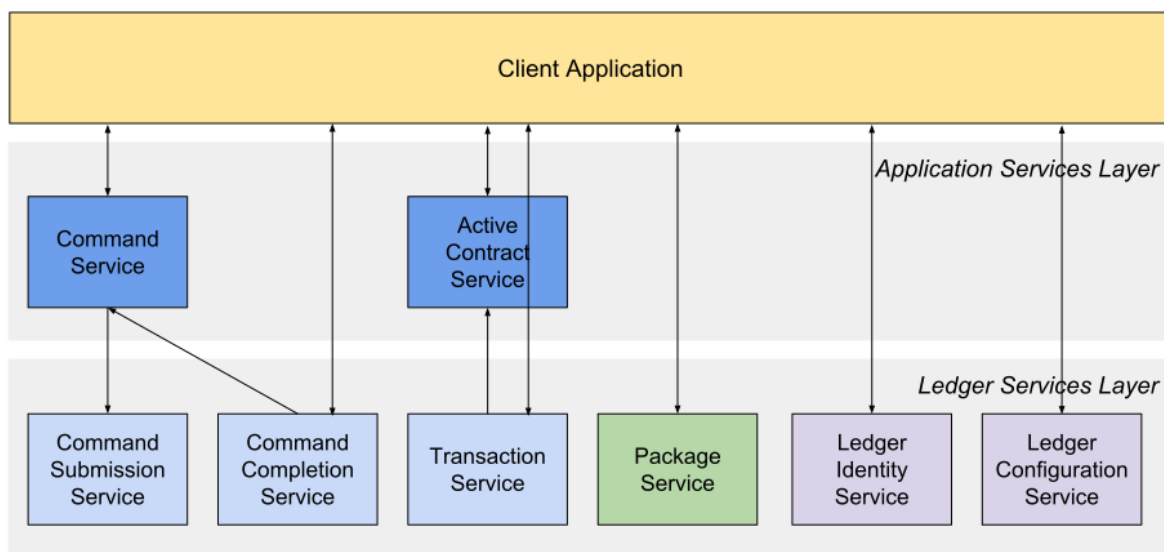 Client Application
Application Services Layer
Command
Service
Active
Contract
Service
Ledger Services Layer
Command
Submission
Service
Command
Completion
Service
Transaction
Service
Package
Service
Ledger
Identity
Service
Ledger
Configuration
Service